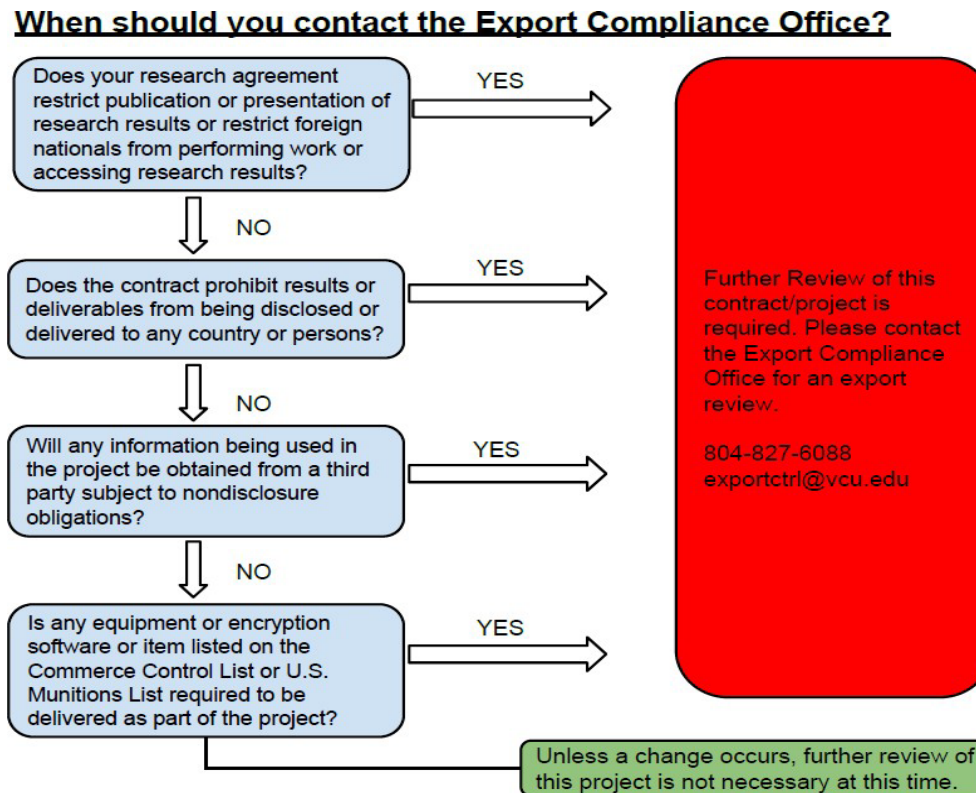 When should you contact the Export Compliance Office?
Does your research agreement
restrict publication or presentation of
research results or restrict foreign
nationals from performing work or
accessing research results?
YES
NO
Does the contract prohibit results or
deliverables from being disclosed or
delivered to any country or persons?
YES
NO
Will any information being used in
the project be obtained from a third
party subject to nondisclosure
obligations?
YES
NO
Is any equipment or encryption
software or item listed on the
Commerce Control List or U.S.
Munitions List required to be
delivered as part of the project?
YES
Further Review of this
contract/project is
required. Please contact
the Export Compliance
Office for an export
review.
804-827-6088
exportctrl@vcu.edu
Unless a change occurs, further review of
this project is not necessary at this time.